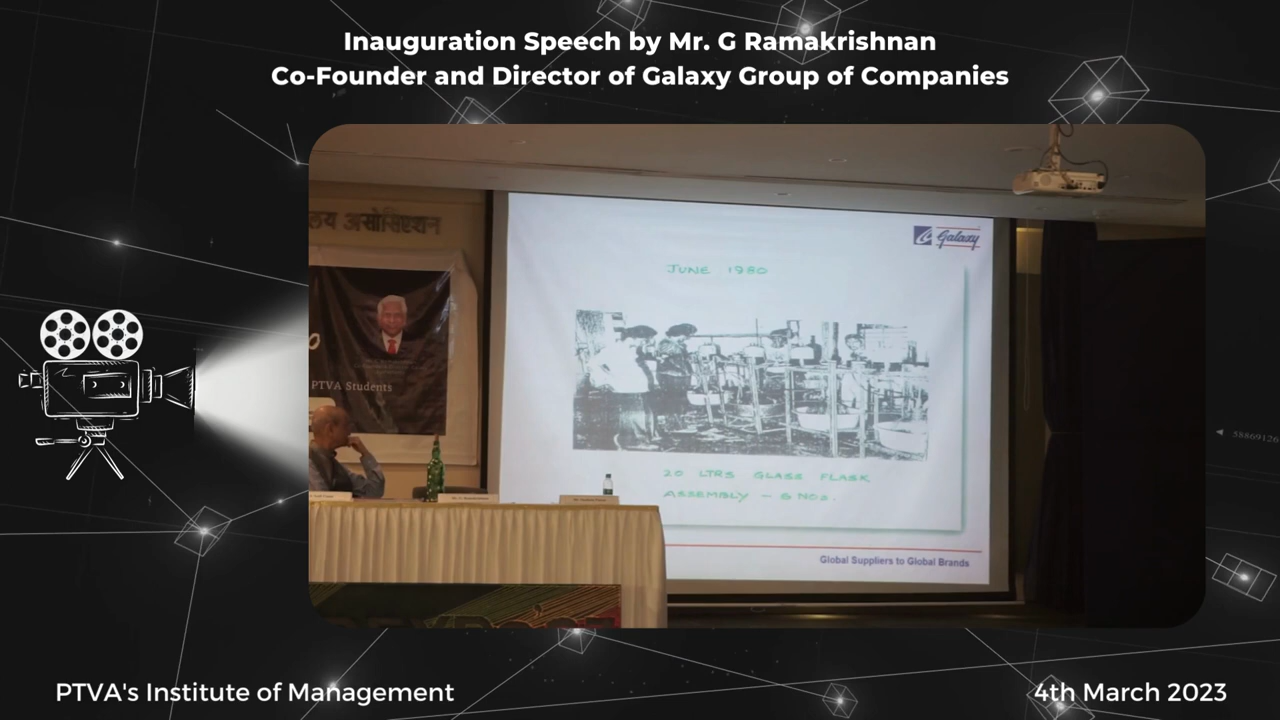 Inauguration Speech by Mr. G Ramakrishnan
Co-Founder and Director of Galaxy Group of Companies
असोसिएशन
Galaxy
JUNE 1980
PTVA Students
20 LTRS GLASS FLASK
ASSEMBLY – 6 NOS.
Global Suppliers to Global Brands
PTVA's Institute of Management
4th March 2023